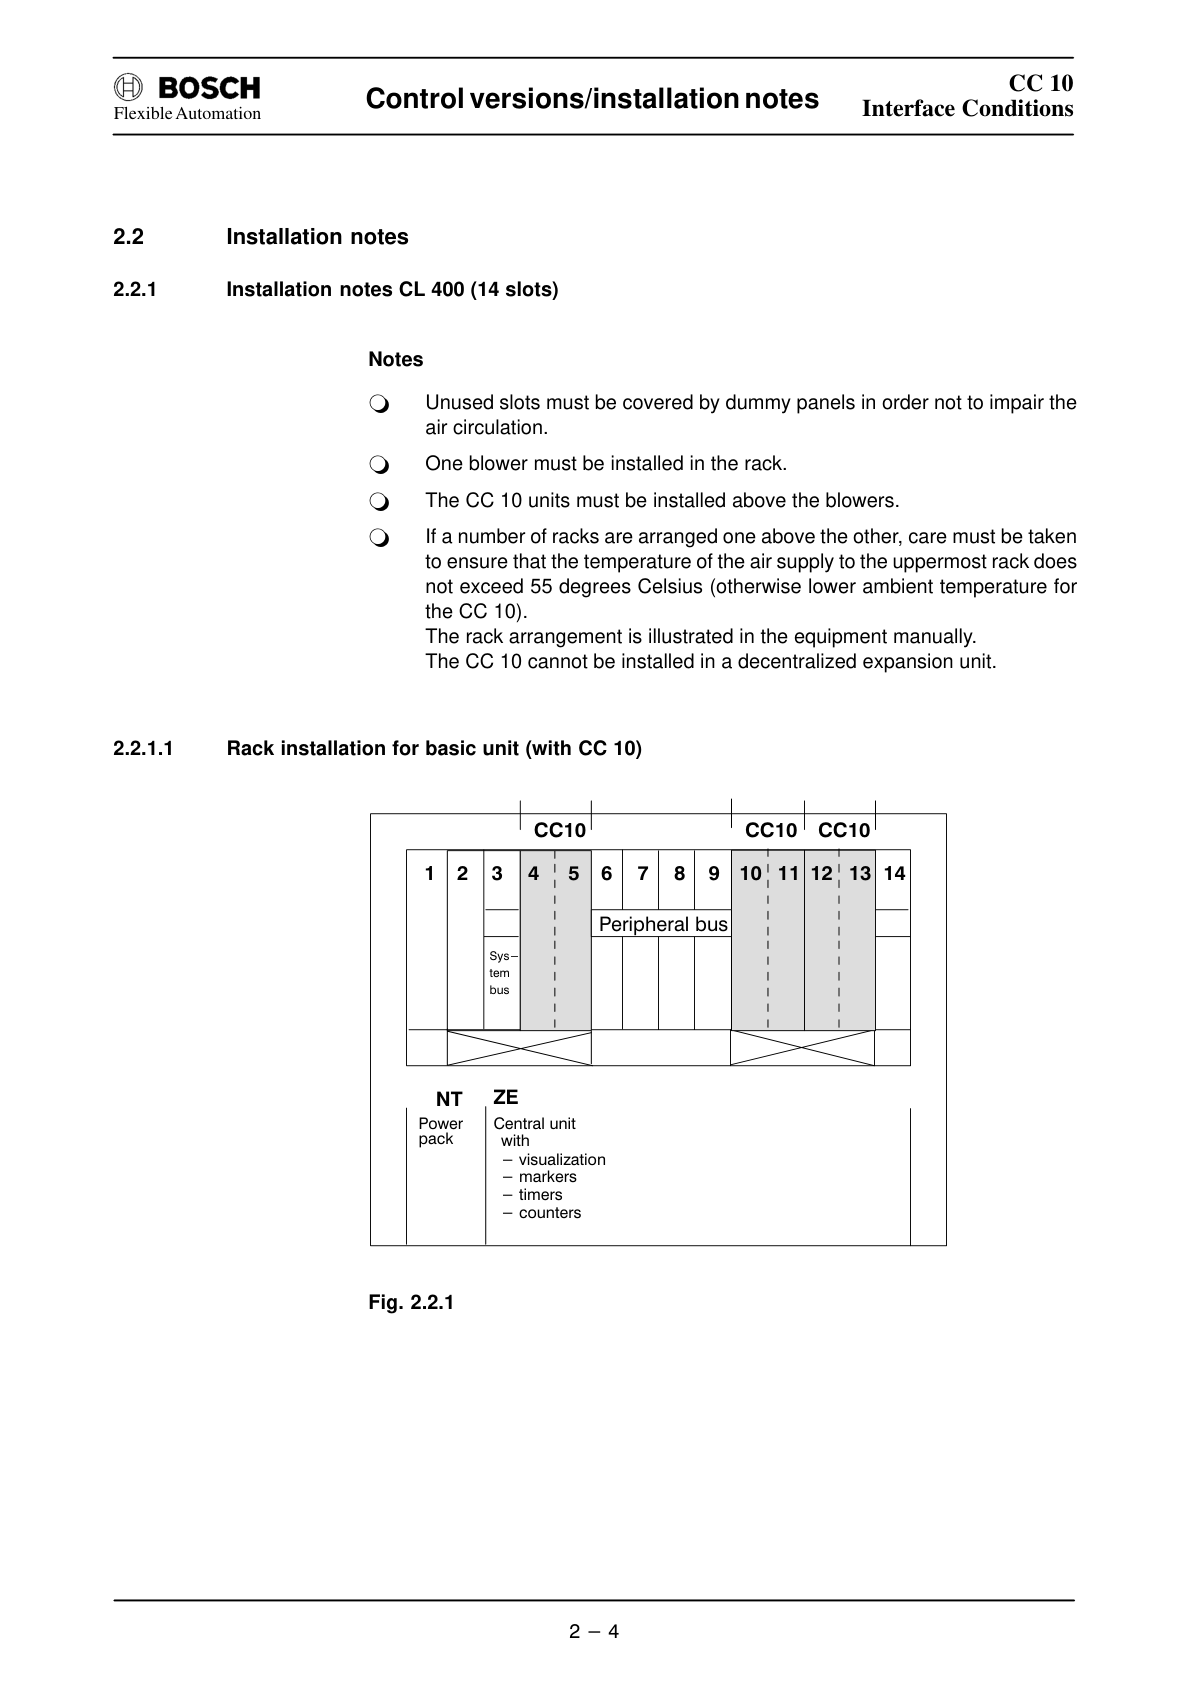 BOSCH
Flexible Automation
Control versions/installation notes
CC 10
Interface Conditions
2.2 Installation notes
2.2.1 Installation notes CL 400 (14 slots)
Notes
Unused slots must be covered by dummy panels in order not to impair the
air circulation.
One blower must be installed in the rack.
The CC 10 units must be installed above the blowers.
If a number of racks are arranged one above the other, care must be taken
to ensure that the temperature of the air supply to the uppermost rack does
not exceed 55 degrees Celsius (otherwise lower ambient temperature for
the CC 10).
The rack arrangement is illustrated in the equipment manually.
The CC 10 cannot be installed in a decentralized expansion unit.
2.2.1.1 Rack installation for basic unit (with CC 10)
CC10 CC10 CC10
1 2 3 4 5 6 7 8 9 10 11 12 13 14
Peripheral bus
Sys–
tem
bus
NT
Power
pack
ZE
Central unit
with
– visualization
– markers
– timers
– counters
Fig. 2.2.1
2 – 4